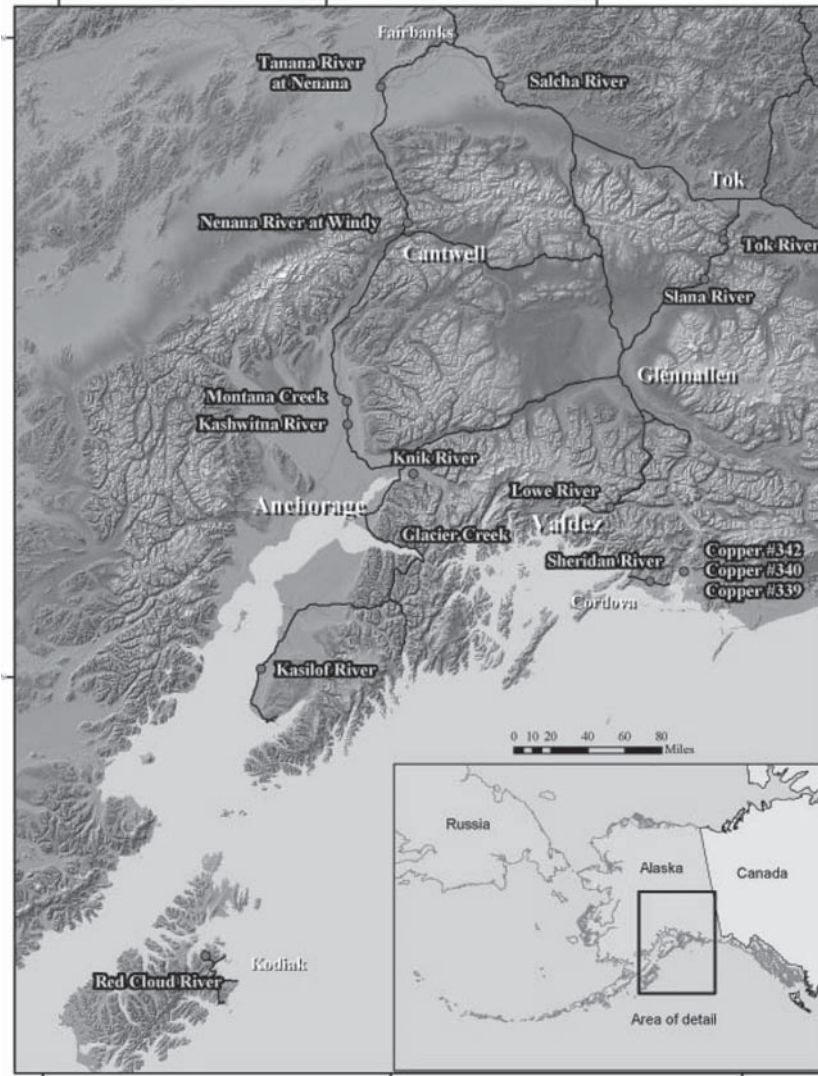 Fairbanks
Tanana River
at Nenana
Salcha River
Tok
Nenana River at Windy
Tok River
Cantwell
Slana River
Glennallen
Montana Creek
Kashwitna River
Knik River
Lowe River
Anchorage
Valdez
Glacier Creek
Copper #342
Sheridan River
Copper #340
Copper #339
Cordova
Kasilof River
0 10 20 40 60 80
Miles
Russia
Alaska
Canada
Kodiak
Red Cloud River
Area of detail